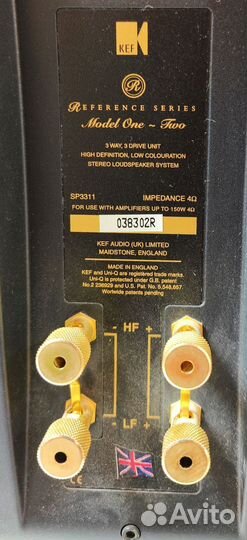 KEF
R
REFERENCE SERIES
Model One ~ Two
3 WAY, 3 DRIVE UNIT
HIGH DEFINITION, LOW COLOURATION
STEREO LOUDSPEAKER SYSTEM
SP3311 IMPEDANCE 4Ω
FOR USE WITH AMPLIFIERS UP TO 150W 4Ω
038302R
KEF AUDIO (UK) LIMITED
MAIDSTONE, ENGLAND
MADE IN ENGLAND
KEF and Uni-Q are registered trade marks.
Uni-Q is protected under G.B. patent
No.2 236929 and U.S. Pat. No. 5,548,657
Worlwide patents pending
- HF +
- LF +
CE
Avito